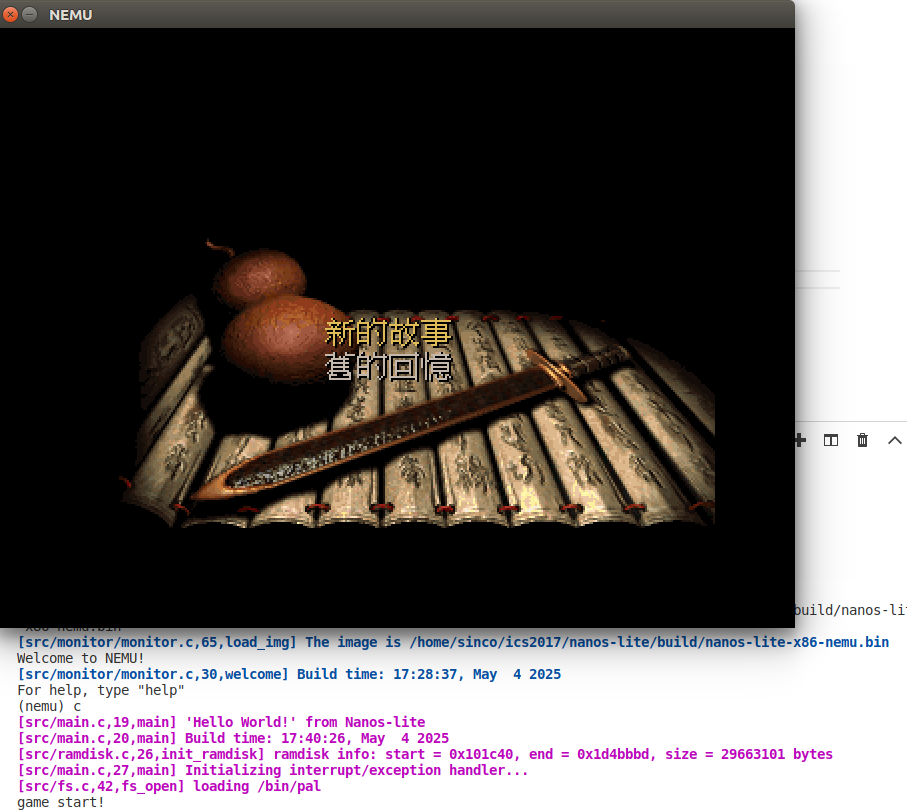 NEMU
新的故事
舊的回憶
build/nanos-lit
-x86-nemu.bin
[src/monitor/monitor.c,65,load_img] The image is /home/sinco/ics2017/nanos-lite/build/nanos-lite-x86-nemu.bin
Welcome to NEMU!
[src/monitor/monitor.c,30,welcome] Build time: 17:28:37, May  4 2025
For help, type "help"
(nemu) c
[src/main.c,19,main] 'Hello World!' from Nanos-lite
[src/main.c,20,main] Build time: 17:40:26, May  4 2025
[src/ramdisk.c,26,init_ramdisk] ramdisk info: start = 0x101c40, end = 0x1d4bbbd, size = 29663101 bytes
[src/main.c,27,main] Initializing interrupt/exception handler...
[src/fs.c,42,fs_open] loading /bin/pal
game start!